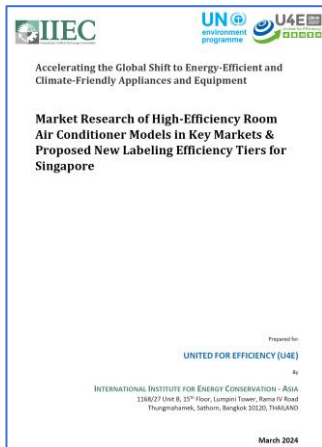 IIEC
UN
environment
programme
U4E
Accelerating the Global Shift to Energy-Efficient and
Climate-Friendly Appliances and Equipment
Market Research of High-Efficiency Room
Air Conditioner Models in Key Markets &
Proposed New Labeling Efficiency Tiers for
Singapore
Prepared for
UNITED FOR EFFICIENCY (U4E)
By
INTERNATIONAL INSTITUTE FOR ENERGY CONSERVATION - ASIA
1168/27 Unit B, 15th Floor, Lumpini Tower, Rama IV Road
Thungmahamek, Sathorn, Bangkok 10120, THAILAND
March 2024